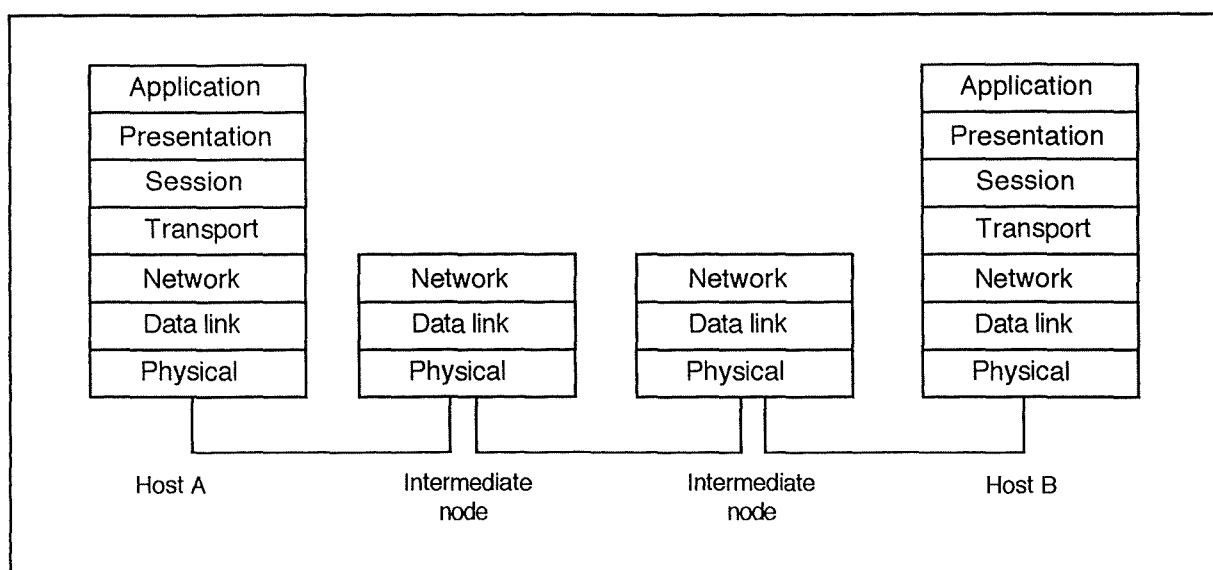 Application
Presentation
Session
Transport
Network
Data link
Physical
Host A
Network
Data link
Physical
Intermediate
node
Network
Data link
Physical
Intermediate
node
Application
Presentation
Session
Transport
Network
Data link
Physical
Host B